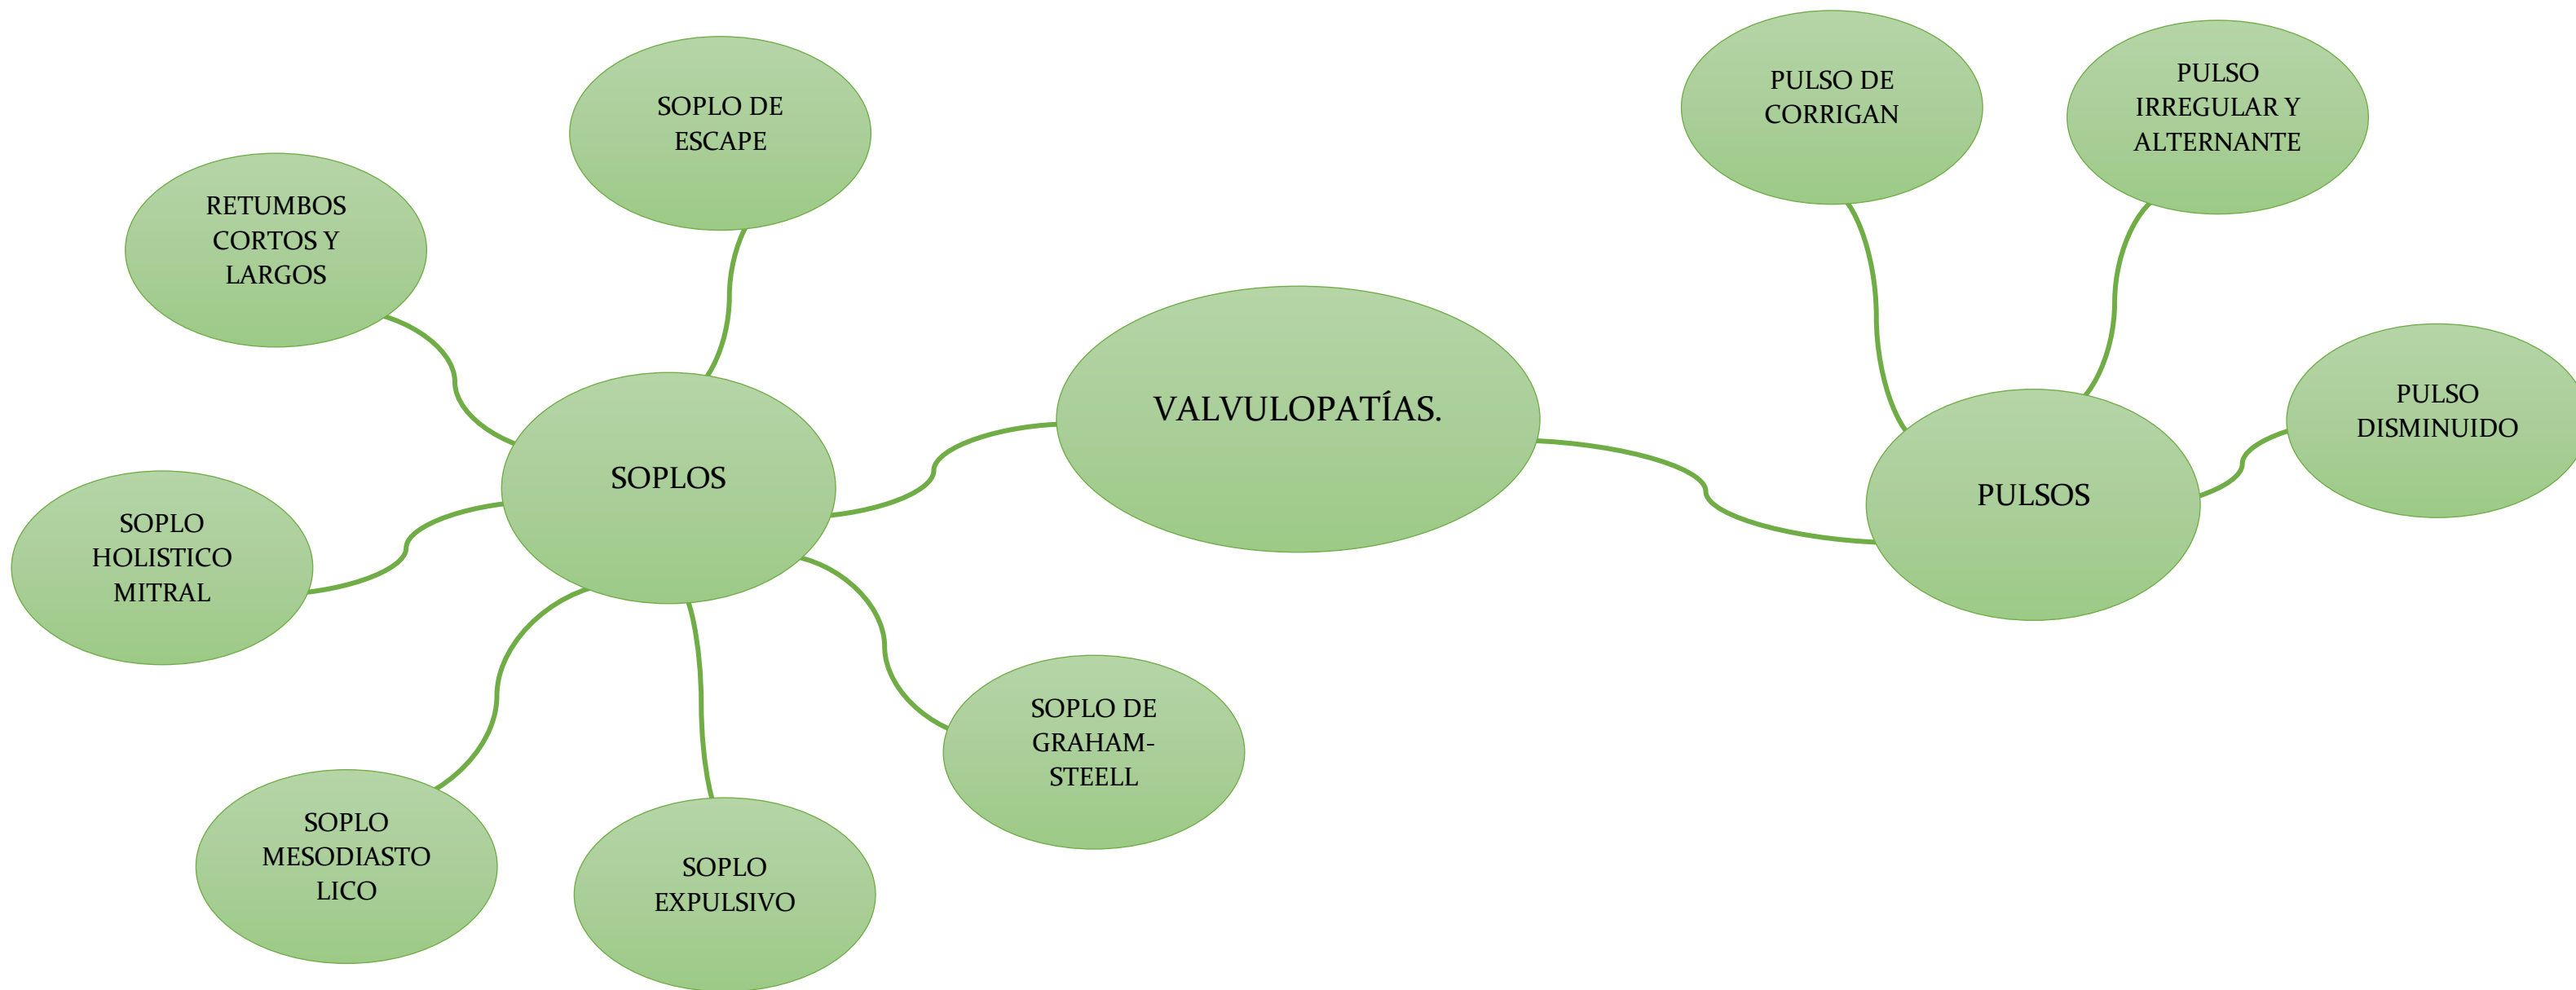 VALVULOPATÍAS.
SOPLOS
SOPLO DE
ESCAPE
RETUMBOS
CORTOS Y
LARGOS
SOPLO
HOLISTICO
MITRAL
SOPLO
MESODIASTO
LICO
SOPLO
EXPULSIVO
SOPLO DE
GRAHAM-
STEELL
PULSOS
PULSO DE
CORRIGAN
PULSO
IRREGULAR Y
ALTERNANTE
PULSO
DISMINUIDO